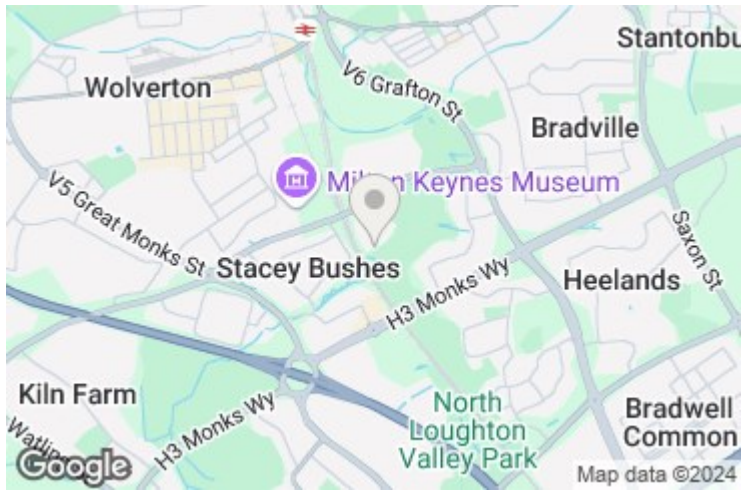 Stantonbu
Wolverton
V6 Grafton St
Bradville
Milton Keynes Museum
V5 Great Monks St
Saxon St
Stacey Bushes
H3 Monks Wy
Heelands
Kiln Farm
H3 Monks Wy
North
Loughton
Valley Park
Bradwell
Common
Watling
Google
Map data ©2024